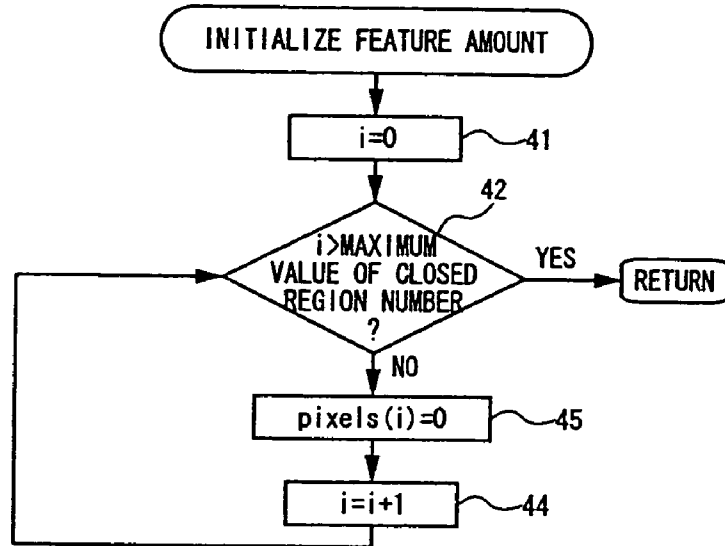 INITIALIZE FEATURE AMOUNT
i=0
41
42
i>MAXIMUM
VALUE OF CLOSED
REGION NUMBER
?
YES
RETURN
NO
pixels(i)=0
45
i=i+1
44